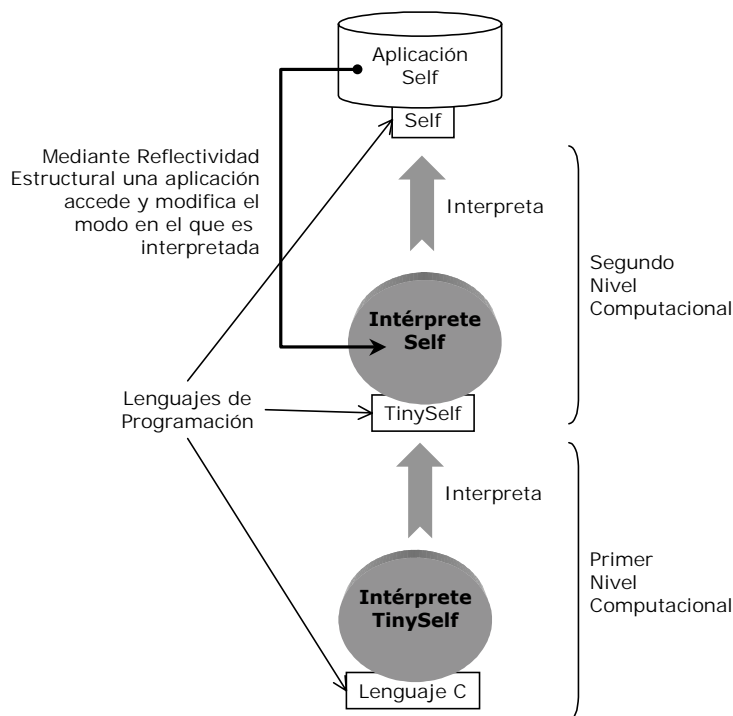 Aplicación
Self
Self
Mediante Reflectividad
Estructural una aplicación
accede y modifica el
modo en el que es
interpretada
Interpreta
Segundo
Nivel
Computacional
Intérprete
Self
TinySelf
Lenguajes de
Programación
Interpreta
Primer
Nivel
Computacional
Intérprete
TinySelf
Lenguaje C